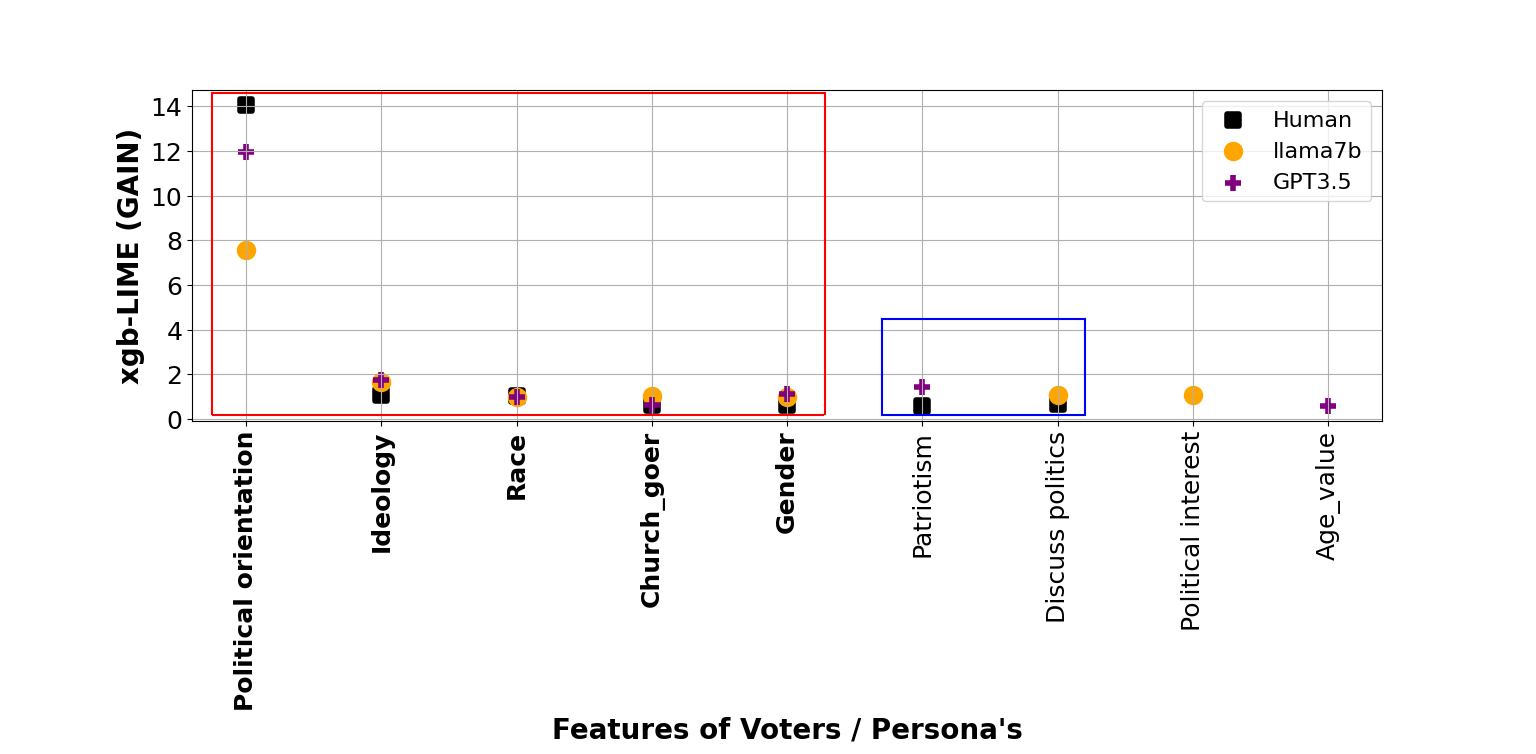 xgb-LIME (GAIN)
14
12
10
8
6
4
2
0
Human
llama7b
GPT3.5
Political orientation
Ideology
Race
Church_goer
Gender
Patriotism
Discuss politics
Political interest
Age_value
Features of Voters / Persona's